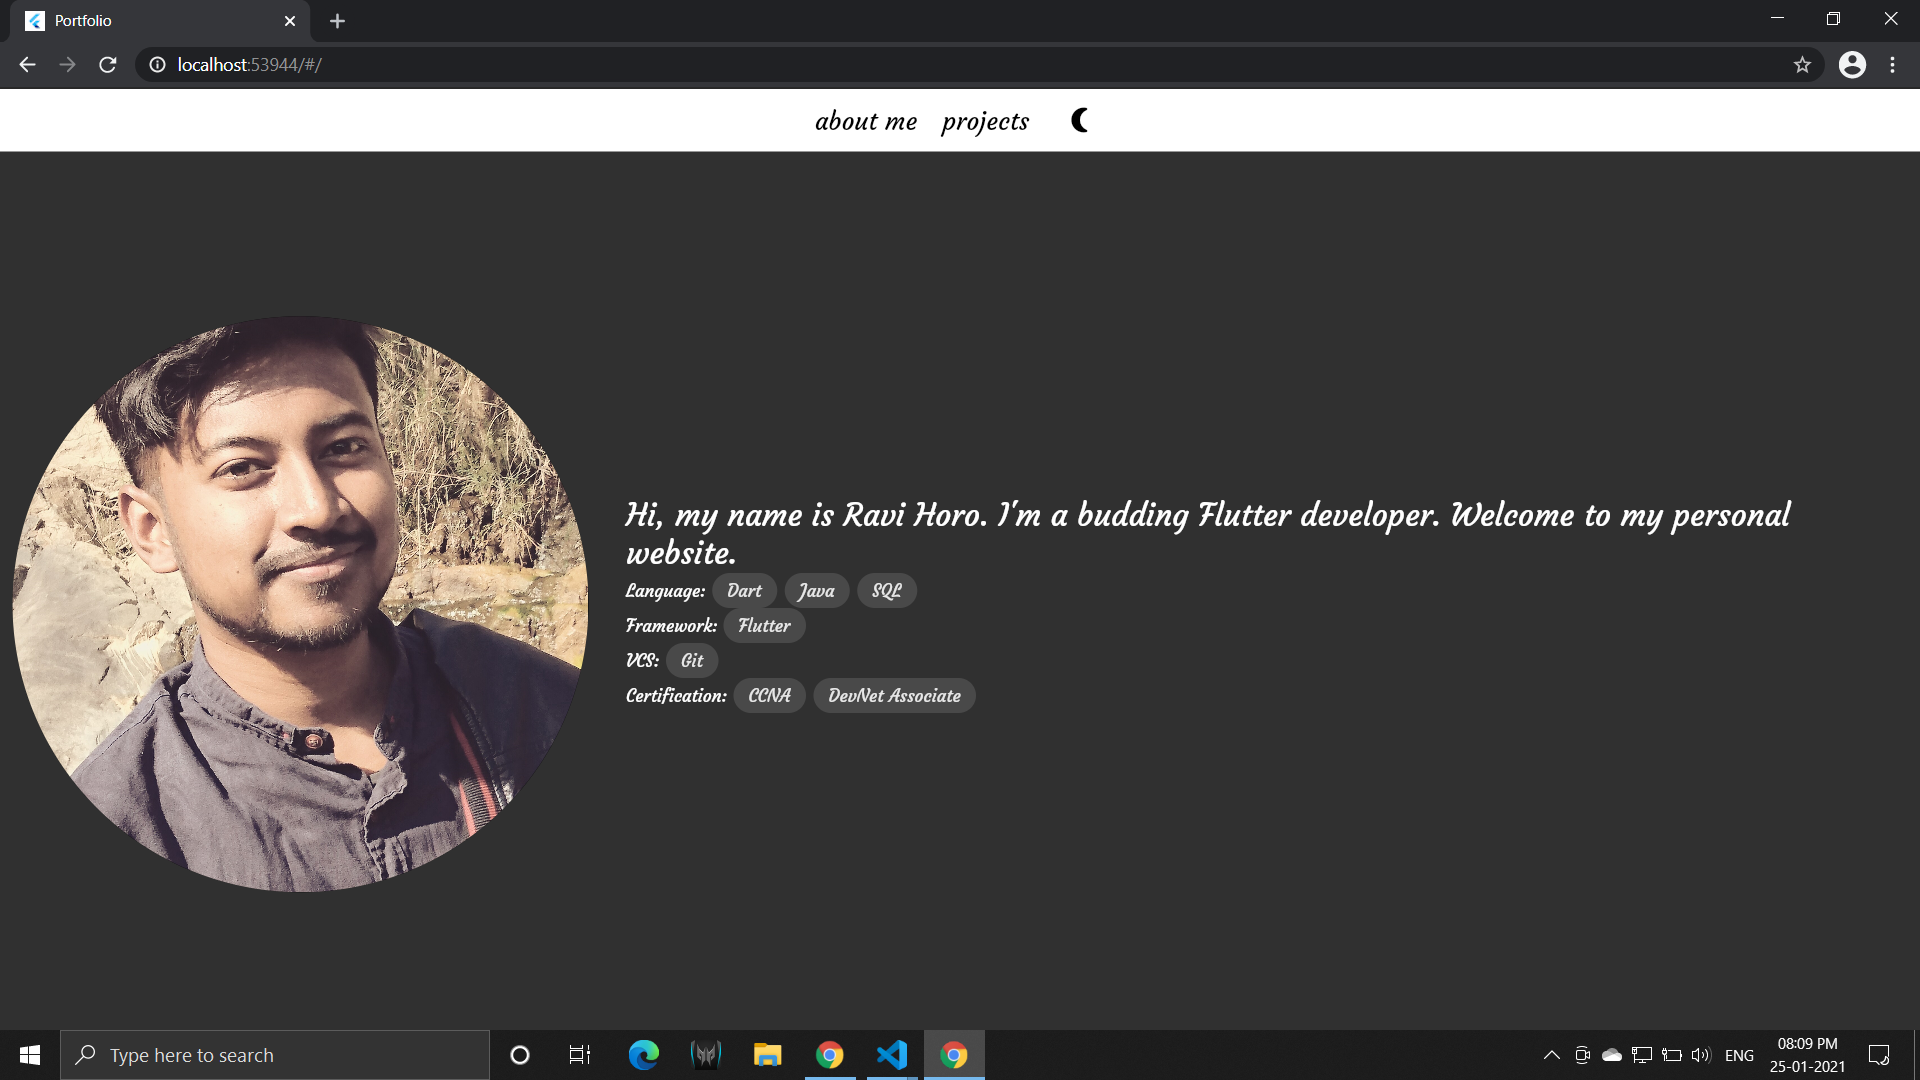 Portfolio
localhost:53944/#/
about me projects
Hi, my name is Ravi Horo. I'm a budding Flutter developer. Welcome to my personal
website.
Language: Dart Java SQL
Framework: Flutter
VCS: Git
Certification: CCNA DevNet Associate
Type here to search
ENG
08:09 PM
25-01-2021